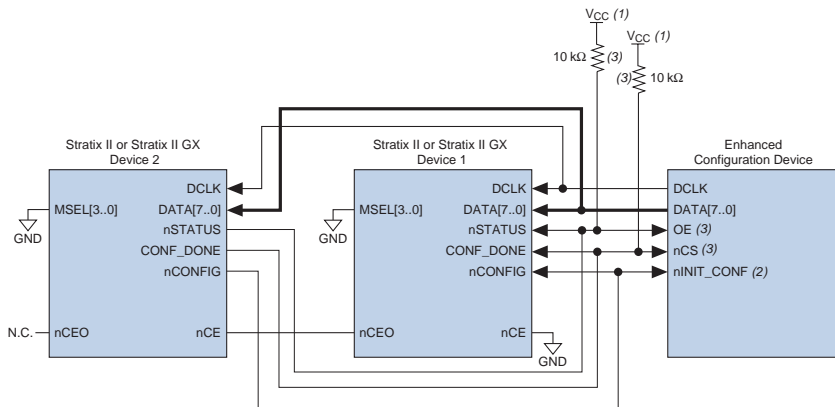 VCC (1)
VCC (1)
10 kΩ
(3)
(3)
10 kΩ
Stratix II or Stratix II GX
Device 2
Stratix II or Stratix II GX
Device 1
Enhanced
Configuration Device
DCLK
DCLK
DCLK
MSEL[3..0]
DATA[7..0]
MSEL[3..0]
DATA[7..0]
DATA[7..0]
nSTATUS
nSTATUS
OE (3)
GND
GND
CONF_DONE
CONF_DONE
nCS (3)
nCONFIG
nCONFIG
nINIT_CONF (2)
N.C.
nCEO
nCE
nCEO
nCE
GND